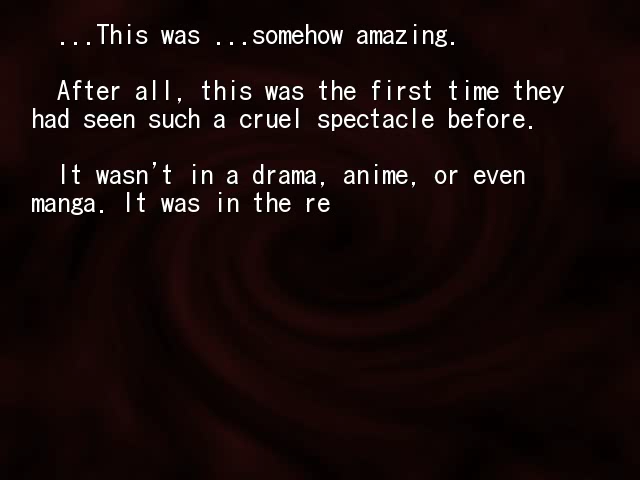 ...This was ...somehow amazing.
After all, this was the first time they
had seen such a cruel spectacle before.
It wasn't in a drama, anime, or even
manga. It was in the re